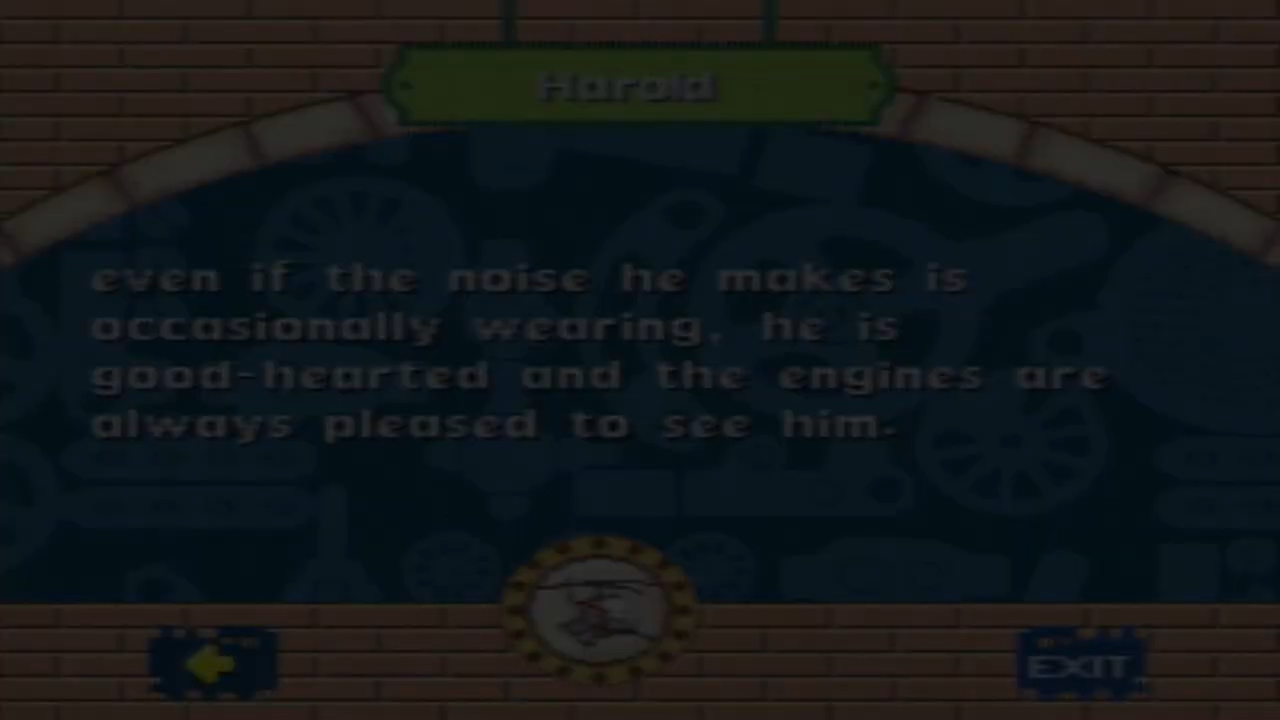 Harold
even if the noise he makes is
occasionally wearing, he is
good-hearted and the engines are
always pleased to see him.
EXIT